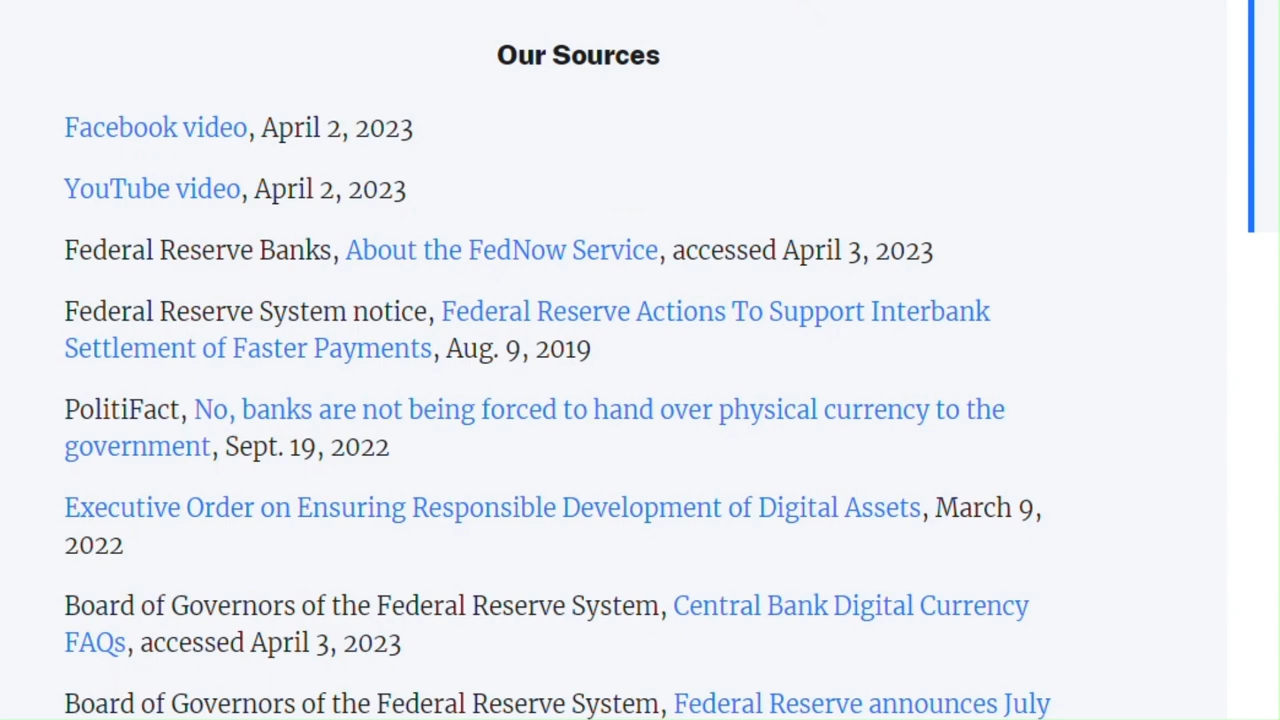 Our Sources
Facebook video, April 2, 2023
YouTube video, April 2, 2023
Federal Reserve Banks, About the FedNow Service, accessed April 3, 2023
Federal Reserve System notice, Federal Reserve Actions To Support Interbank
Settlement of Faster Payments, Aug. 9, 2019
PolitiFact, No, banks are not being forced to hand over physical currency to the
government, Sept. 19, 2022
Executive Order on Ensuring Responsible Development of Digital Assets, March 9,
2022
Board of Governors of the Federal Reserve System, Central Bank Digital Currency
FAQs, accessed April 3, 2023
Board of Governors of the Federal Reserve System, Federal Reserve announces July